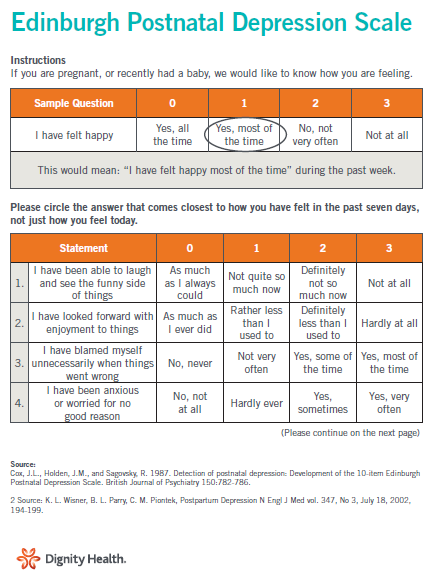 Edinburgh Postnatal Depression Scale
Instructions
If you are pregnant, or recently had a baby, we would like to know how you are feeling.
Sample Question 0 1 2 3
I have felt happy
Yes, all
the time
Yes, most of
the time
No, not
very often
Not at all
This would mean: “I have felt happy most of the time” during the past week.
Please circle the answer that comes closest to how you have felt in the past seven days,
not just how you feel today.
Statement 0 1 2 3
1.
I have been able to laugh
and see the funny side
of things
As much
as I always
could
Not quite so
much now
Definitely
not so
much now
Not at all
2.
I have looked forward with
enjoyment to things
As much as
I ever did
Rather less
than I
used to
Definitely
less than I
used to
Hardly at all
3.
I have blamed myself
unnecessarily when things
went wrong
No, never
Not very
often
Yes, some of
the time
Yes, most of
the time
4.
I have been anxious
or worried for no
good reason
No, not
at all
Hardly ever
Yes,
sometimes
Yes, very
often
(Please continue on the next page)
Source:
Cox, J.L., Holden, J.M., and Sagovsky, R. 1987. Detection of postnatal depression: Development of the 10-item Edinburgh
Postnatal Depression Scale. British Journal of Psychiatry 150:782-786.
2 Source: K. L. Wisner, B. L. Parry, C. M. Piontek, Postpartum Depression N Engl J Med vol. 347, No 3, July 18, 2002,
194-199.
Dignity Health.